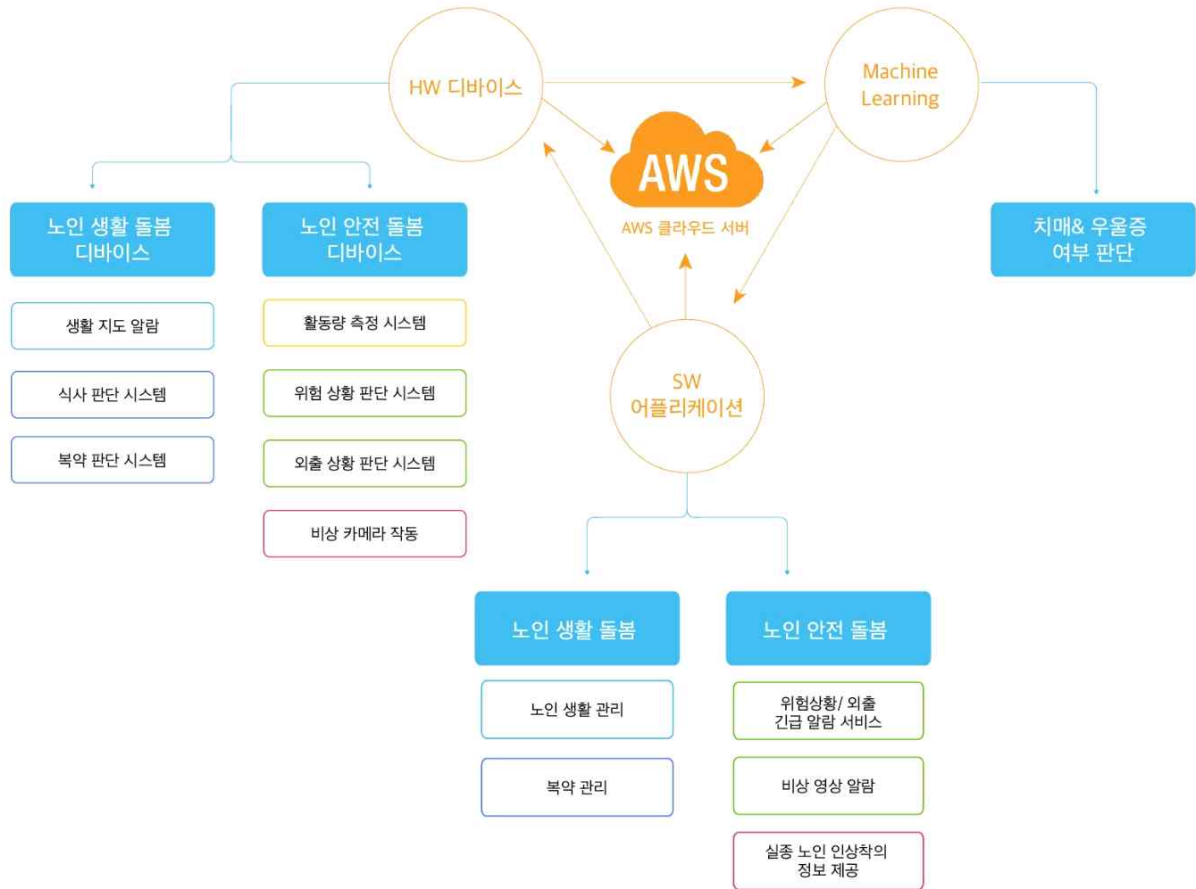 HW 디바이스
Machine
Learning
AWS
AWS 클라우드 서버
노인 생활 돌봄
디바이스
생활 지도 알람
식사 판단 시스템
복약 판단 시스템
노인 안전 돌봄
디바이스
활동량 측정 시스템
위험 상황 판단 시스템
외출 상황 판단 시스템
비상 카메라 작동
치매& 우울증
여부 판단
SW
어플리케이션
노인 생활 돌봄
노인 생활 관리
복약 관리
노인 안전 돌봄
위험상황/ 외출
긴급 알람 서비스
비상 영상 알람
실종 노인 인상착의
정보 제공